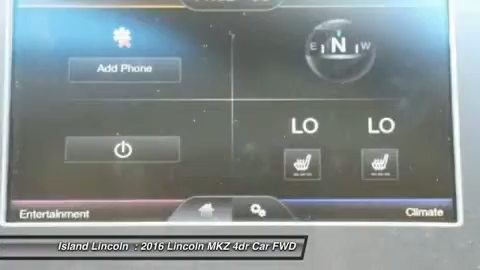 E N W
Add Phone
LO LO
Entertainment Climate
Island Lincoln : 2016 Lincoln MKZ 4dr Car FWD